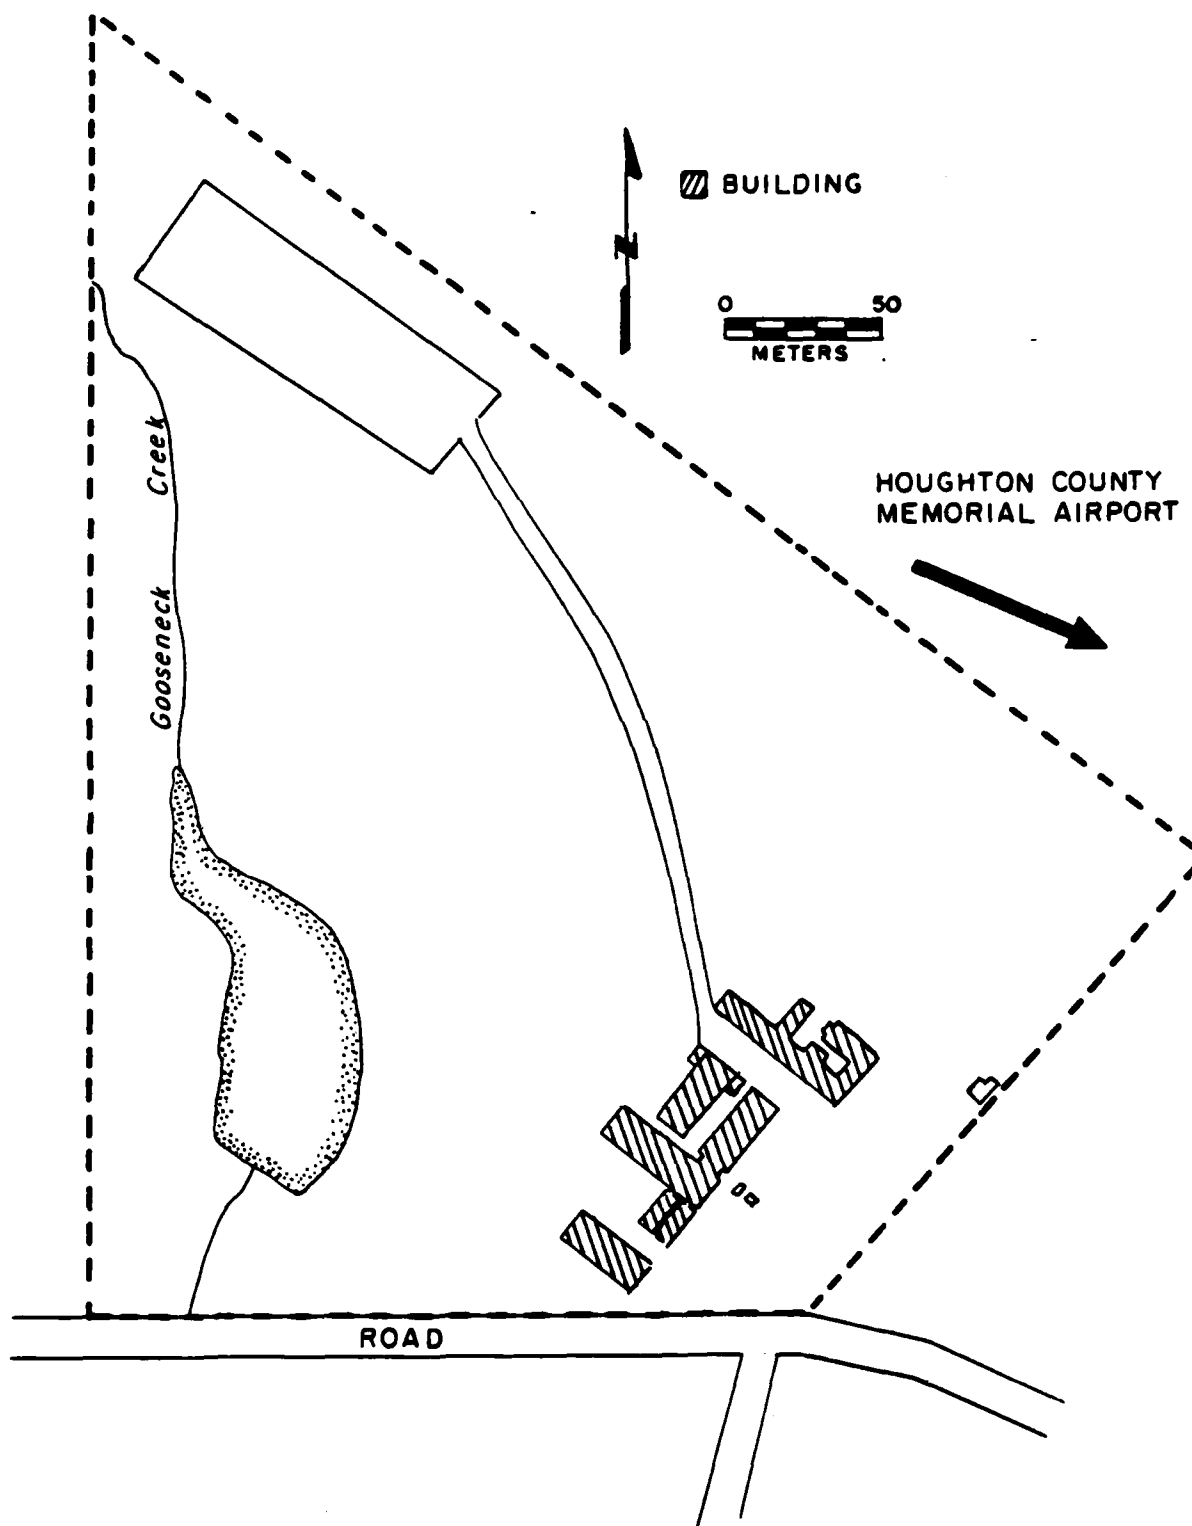 BUILDING
N
0 50
METERS
Creek
HOUGHTON COUNTY
MEMORIAL AIRPORT
Gooseneck
ROAD